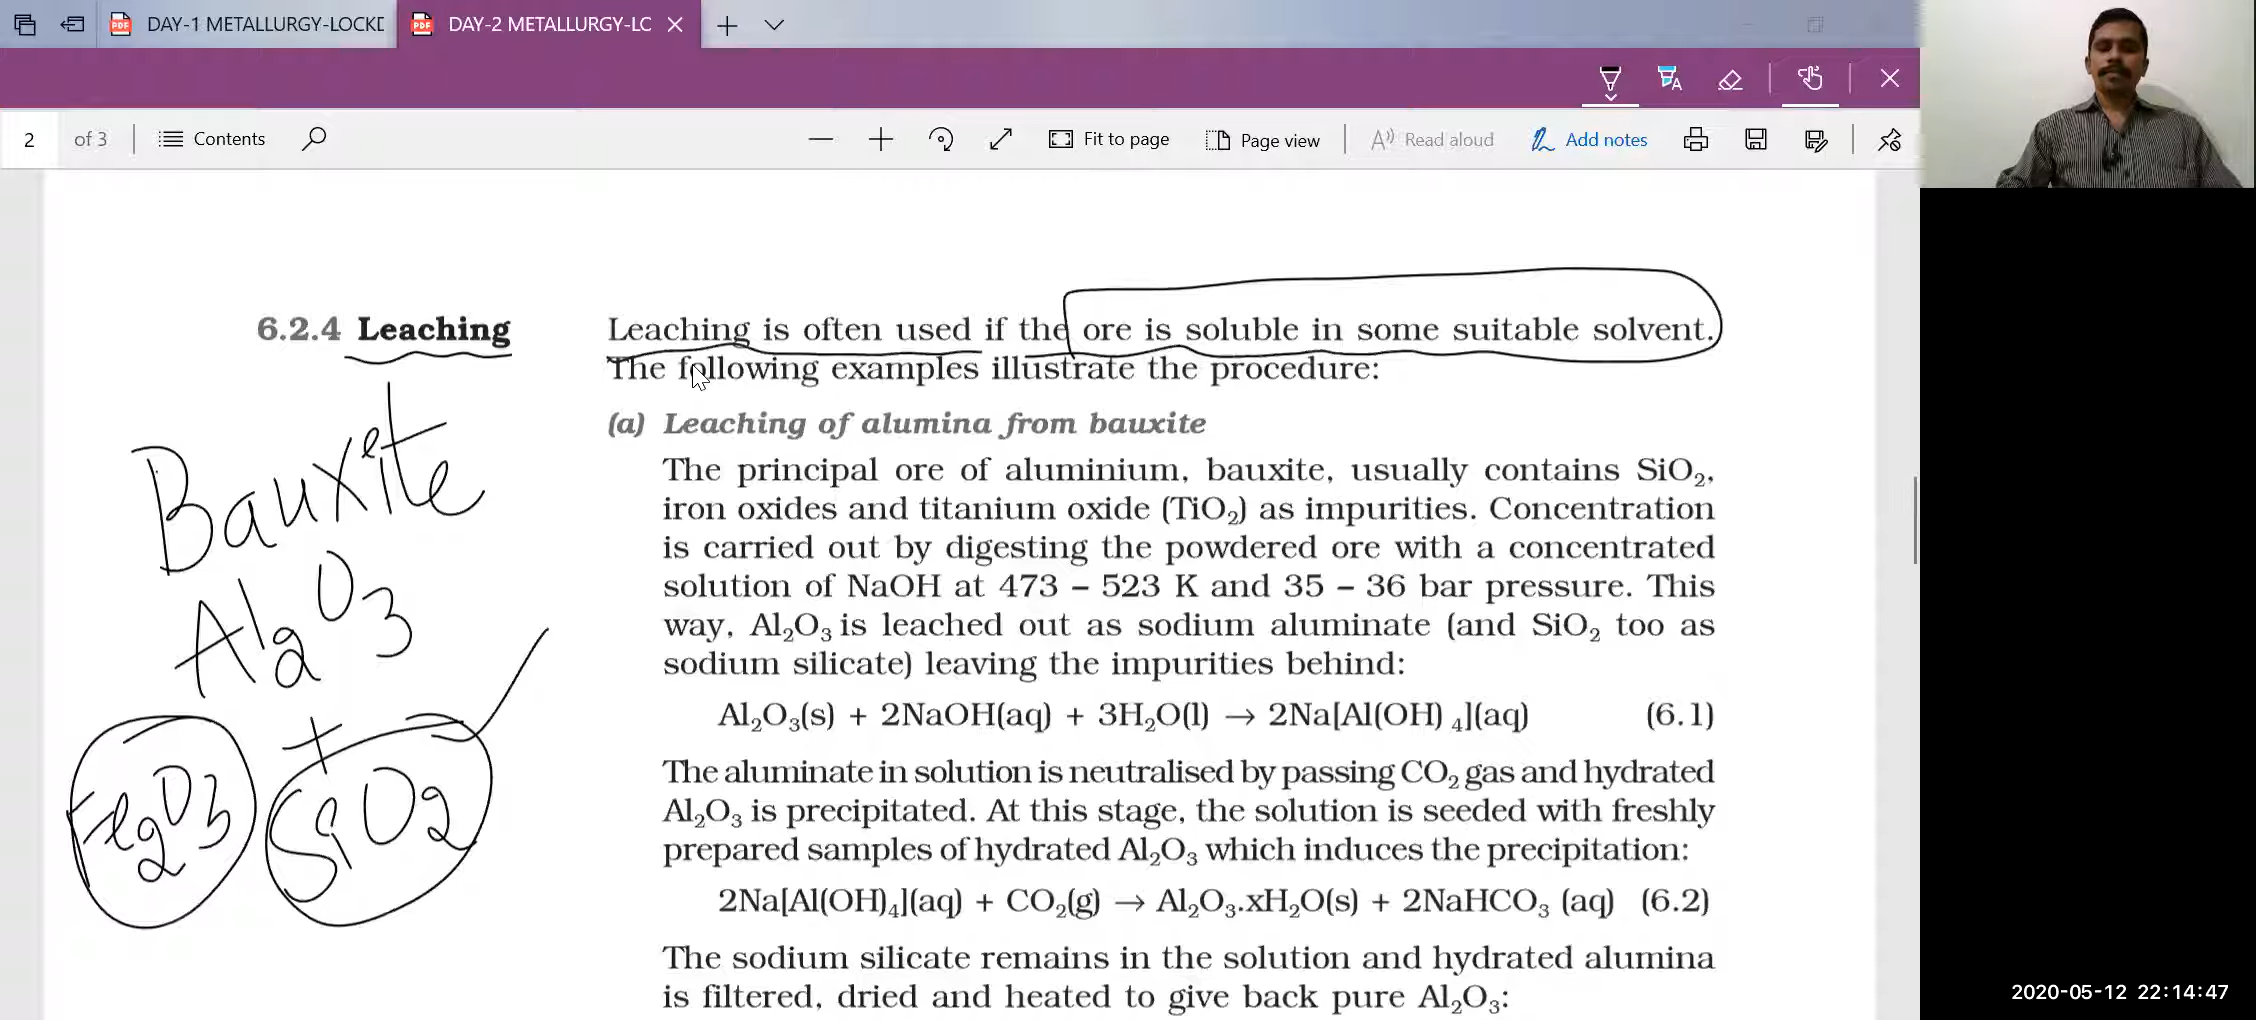 DAY-1 METALLURGY-LOCKD
DAY-2 METALLURGY-LC
2 of 3 Contents Fit to page Page view Read aloud Add notes
6.2.4 Leaching
Leaching is often used if the ore is soluble in some suitable solvent.
The following examples illustrate the procedure:
(a) Leaching of alumina from bauxite
The principal ore of aluminium, bauxite, usually contains SiO₂,
iron oxides and titanium oxide (TiO₂) as impurities. Concentration
is carried out by digesting the powdered ore with a concentrated
solution of NaOH at 473 – 523 K and 35 – 36 bar pressure. This
way, Al₂O₃ is leached out as sodium aluminate (and SiO₂ too as
sodium silicate) leaving the impurities behind:
Al₂O₃(s) + 2NaOH(aq) + 3H₂O(l) → 2Na[Al(OH) ₄](aq) (6.1)
The aluminate in solution is neutralised by passing CO₂ gas and hydrated
Al₂O₃ is precipitated. At this stage, the solution is seeded with freshly
prepared samples of hydrated Al₂O₃ which induces the precipitation:
2Na[Al(OH)₄](aq) + CO₂(g) → Al₂O₃.xH₂O(s) + 2NaHCO₃ (aq) (6.2)
The sodium silicate remains in the solution and hydrated alumina
is filtered, dried and heated to give back pure Al₂O₃:
Bauxite
Al₂O₃
+
Fe₂O₃ SiO₂
2020-05-12 22:14:47